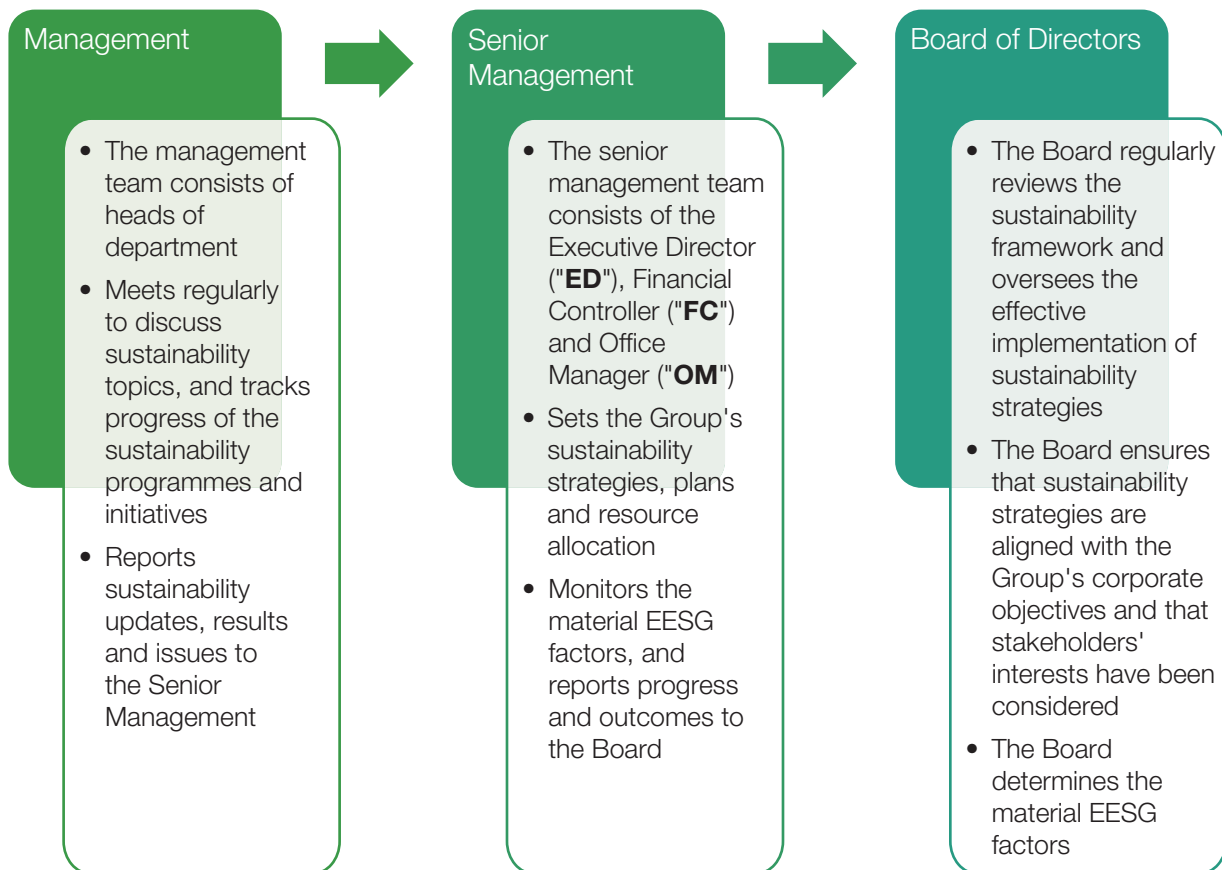 Management
• The management
team consists of
heads of
department
• Meets regularly
to discuss
sustainability
topics, and tracks
progress of the
sustainability
programmes and
initiatives
• Reports
sustainability
updates, results
and issues to
the Senior
Management
Senior
Management
• The senior
management team
consists of the
Executive Director
("ED"), Financial
Controller ("FC")
and Office
Manager ("OM")
• Sets the Group's
sustainability
strategies, plans
and resource
allocation
• Monitors the
material EESG
factors, and
reports progress
and outcomes to
the Board
Board of Directors
• The Board regularly
reviews the
sustainability
framework and
oversees the
effective
implementation of
sustainability
strategies
• The Board ensures
that sustainability
strategies are
aligned with the
Group's corporate
objectives and that
stakeholders'
interests have been
considered
• The Board
determines the
material EESG
factors